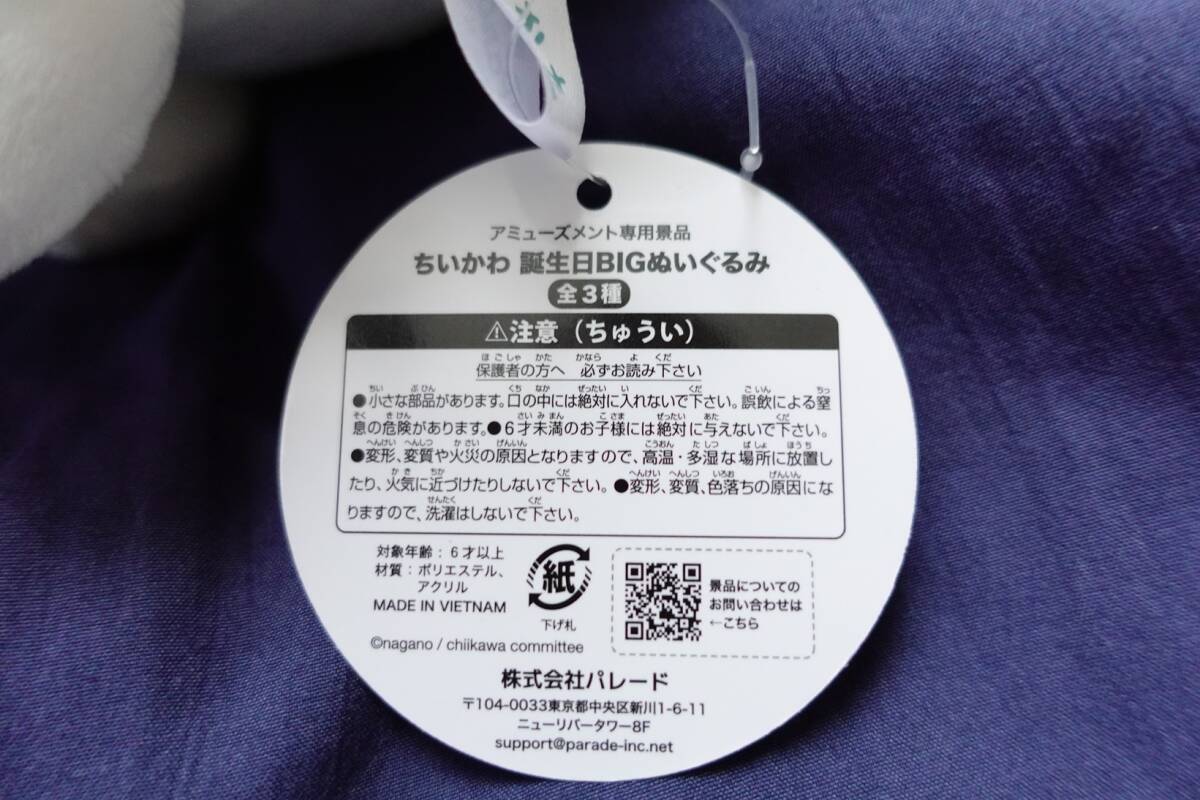 アミューズメント専用景品
ちいかわ 誕生日BIGぬいぐるみ
全3種
⚠注意（ちゅうい）
保護者の方へ 必ずお読み下さい
●小さな部品があります。口の中には絶対に入れないで下さい。誤飲による窒
息の危険があります。●6才未満のお子様には絶対に与えないで下さい。
●変形、変質や火災の原因となりますので、高温・多湿な場所に放置し
たり、火気に近づけたりしないで下さい。●変形、変質、色落ちの原因にな
りますので、洗濯はしないで下さい。
対象年齢：6才以上
材質：ポリエステル、
アクリル
MADE IN VIETNAM
紙
下げ札
景品についての
お問い合わせは
←こちら
©nagano / chiikawa committee
株式会社パレード
〒104-0033東京都中央区新川1-6-11
ニューリバータワー8F
support@parade-inc.net